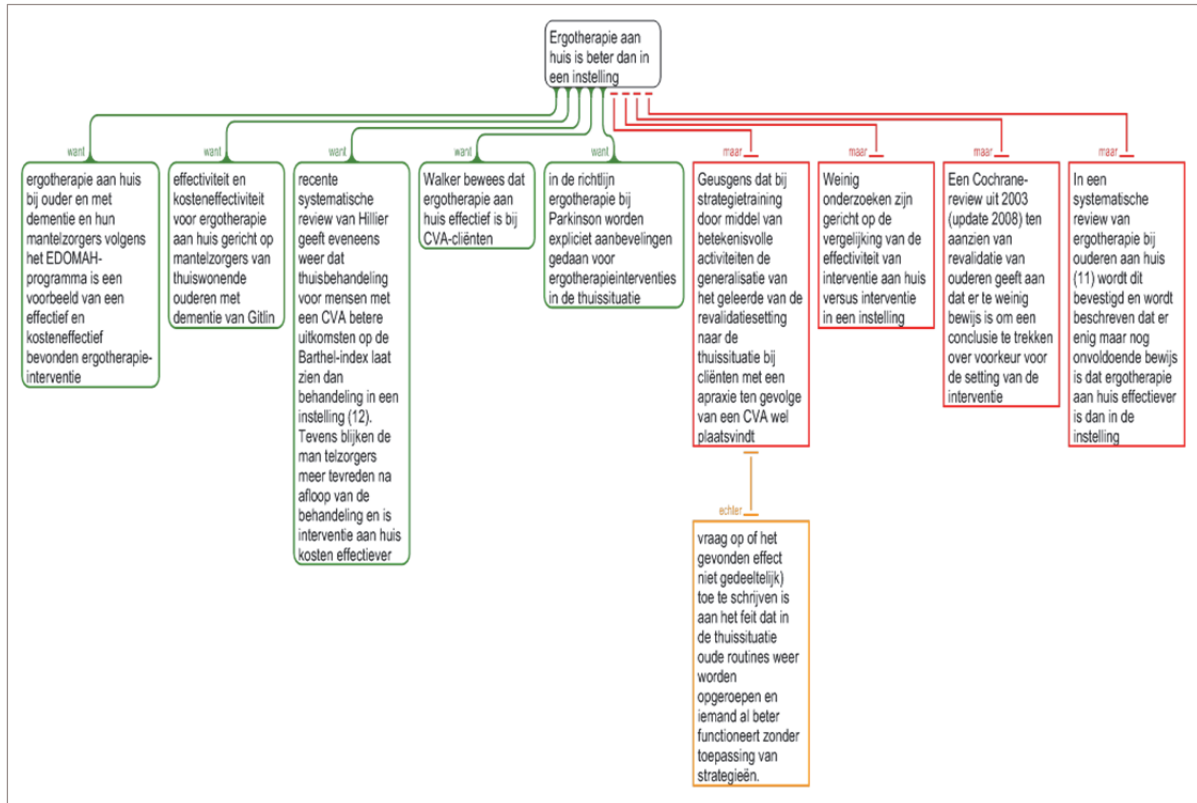 Ergotherapie aan
huis is beter dan in
een instelling
want
ergotherapie aan huis
bij ouder en met
dementie en hun
mantelzorgers volgens
het EDOMAH-
programma is een
voorbeeld van een
effectief en
kosteneffectief
bevonden ergotherapie-
interventie
want
effectiviteit en
kosteneffectiviteit
voor ergotherapie
aan huis gericht op
mantelzorgers van
thuiswonende
ouderen met
dementie van Gitlin
want
recente
systematische
review van Hillier
geeft eveneens
weer dat
thuisbehandeling
voor mensen met
een CVA betere
uitkomsten op de
Barthel-index laat
zien dan
behandeling in een
instelling (12).
Tevens blijken de
man telzorgers
meer tevreden na
afloop van de
behandeling en is
interventie aan huis
kosten effectiever
want
Walker bewees dat
ergotherapie aan
huis effectief is bij
CVA-cliënten
want
in de richtlijn
ergotherapie bij
Parkinson worden
expliciet aanbevelingen
gedaan voor
ergotherapieinterventies
in de thuissituatie
maar
Geusgens dat bij
strategietraining
door middel van
betekenisvolle
activiteiten de
generalisatie van
het geleerde van de
revalidatiesetting
naar de
thuissituatie bij
cliënten met een
apraxie ten gevolge
van een CVA wel
plaatsvindt
echter
vraag op of het
gevonden effect
niet gedeeltelijk)
toe te schrijven is
aan het feit dat in
de thuissituatie
oude routines weer
worden
opgeroepen en
iemand al beter
functioneert zonder
toepassing van
strategieën.
maar
Weinig
onderzoeken zijn
gericht op de
vergelijking van de
effectiviteit van
interventie aan huis
versus interventie
in een instelling
maar
Een Cochrane-
review uit 2003
(update 2008) ten
aanzien van
revalidatie van
ouderen geeft aan
dat er te weinig
bewijs is om een
conclusie te trekken
over voorkeur voor
de setting van de
interventie
maar
In een
systematische
review van
ergotherapie bij
ouderen aan huis
(11) wordt dit
bevestigd en wordt
beschreven dat er
enig maar nog
onvoldoende bewijs
is dat ergotherapie
aan huis effectiever
is dan in de
instelling